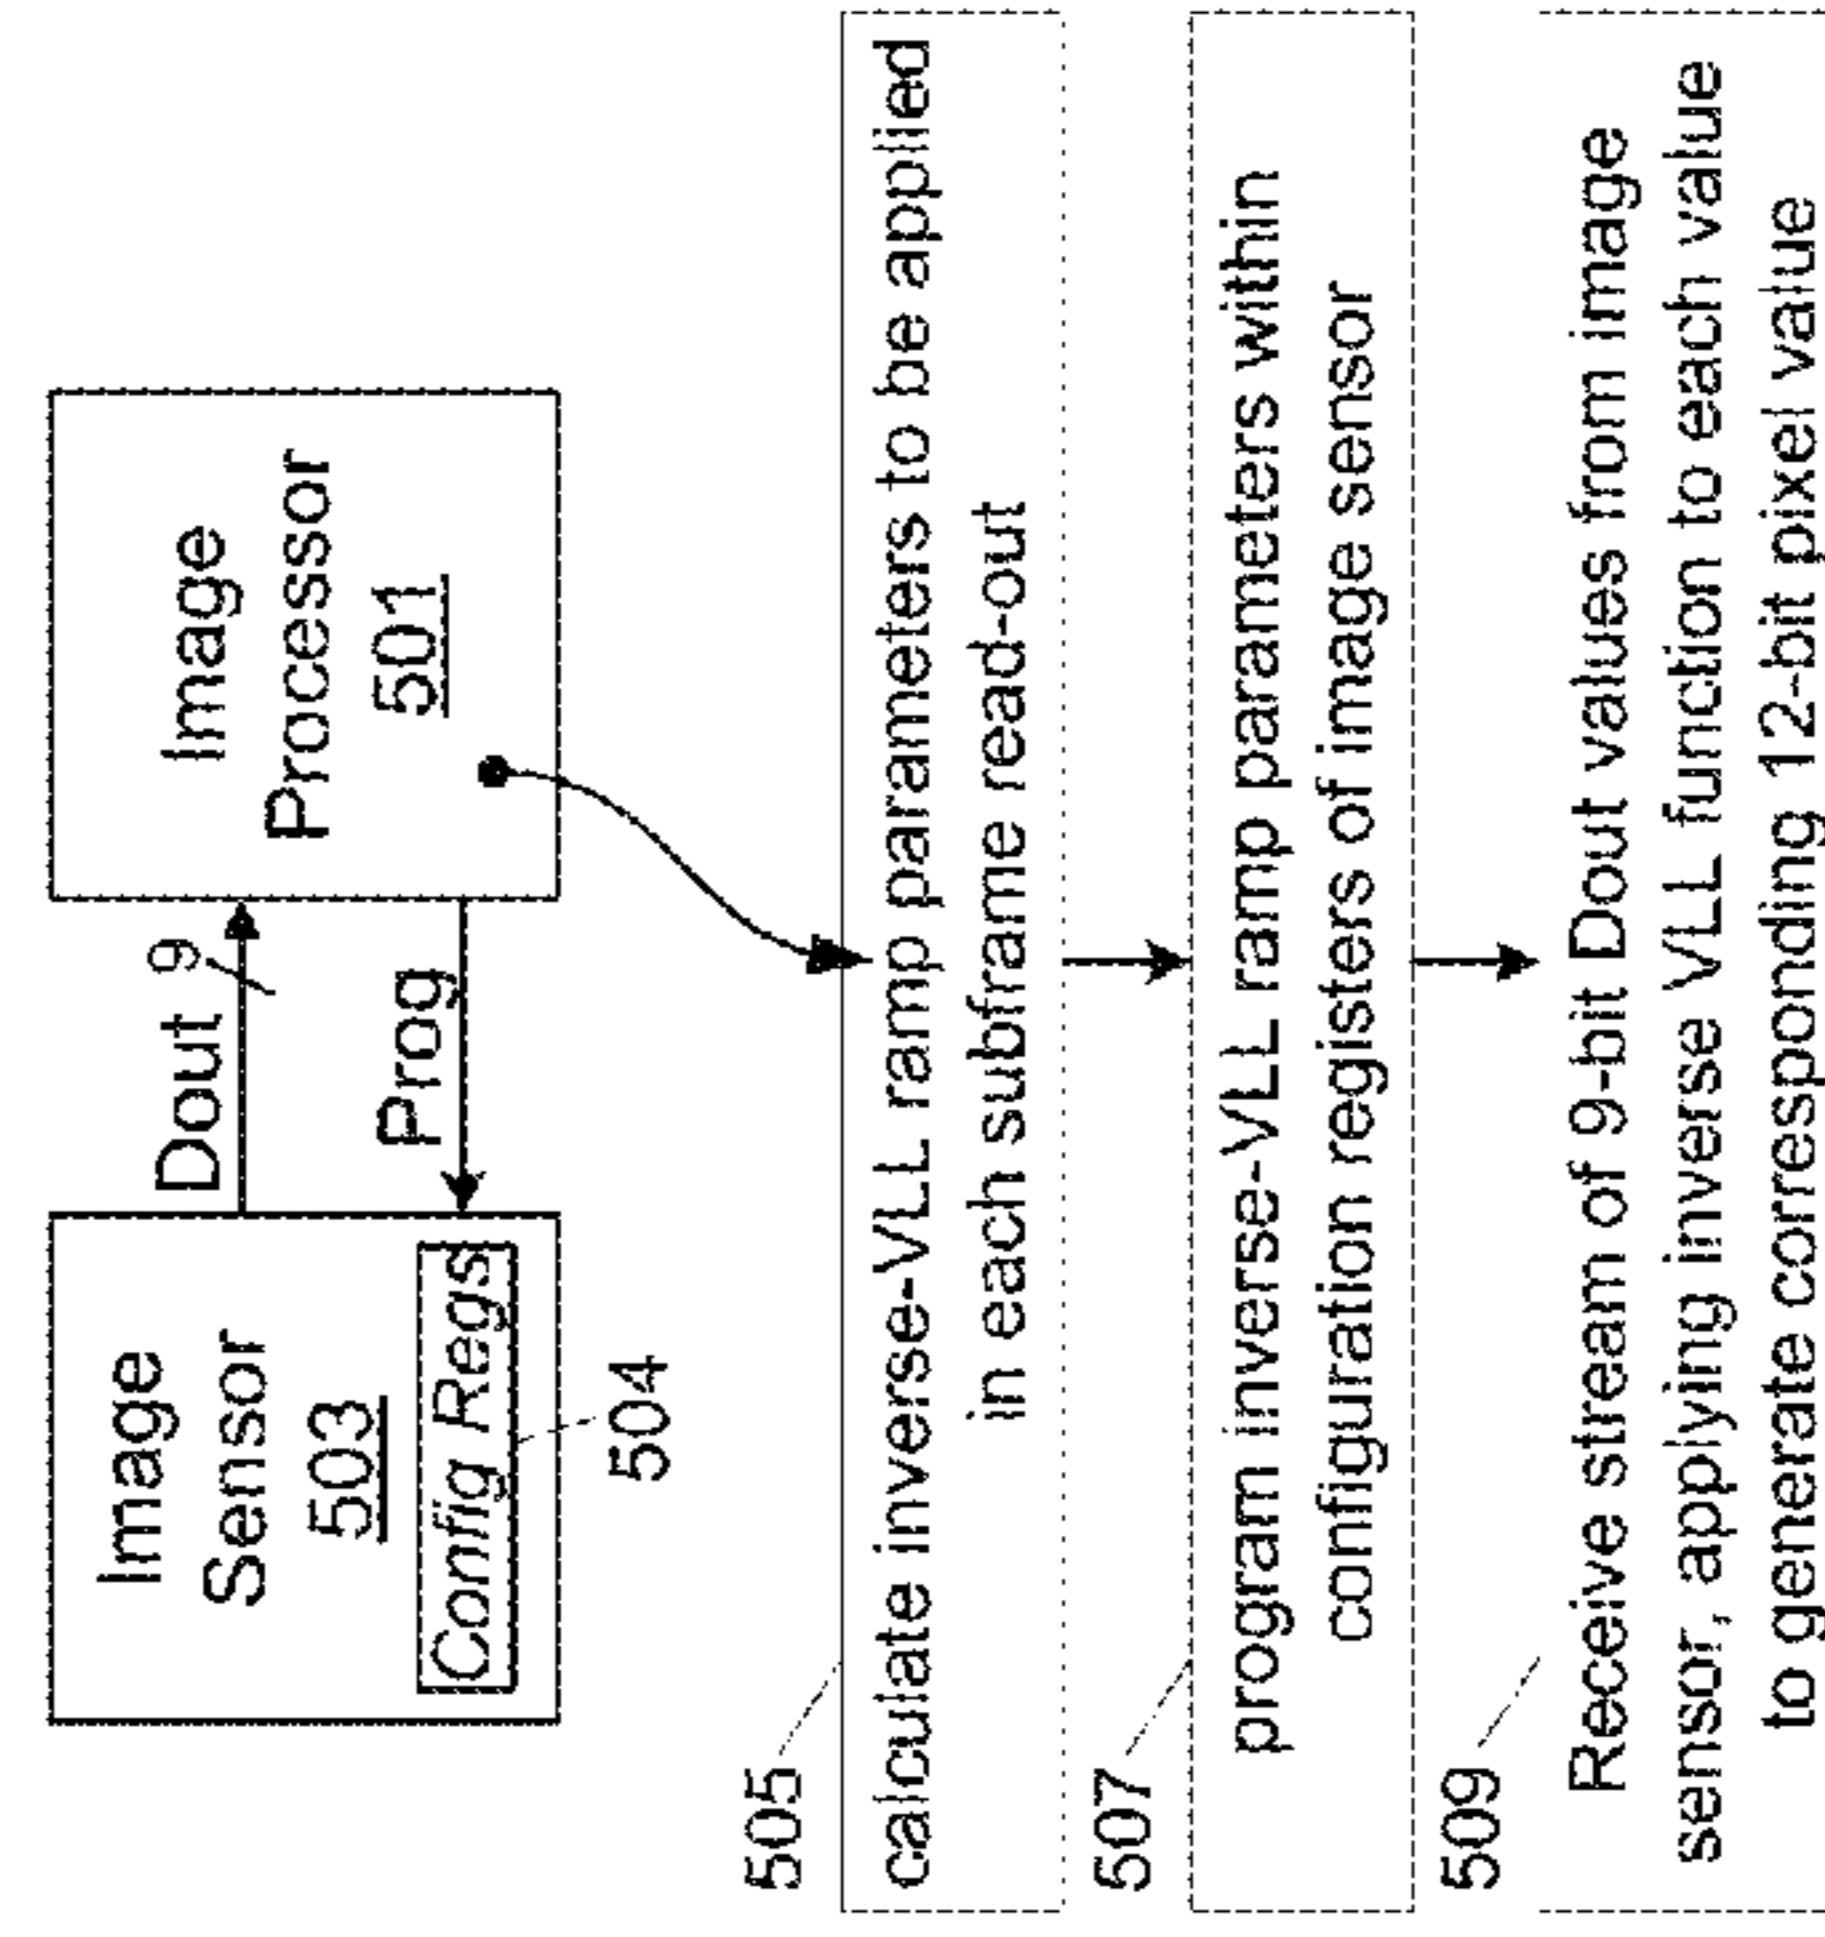 Image
Sensor
503
Config Regs
504
Dout 9
Prog
Image
Processor
501
505
calculate inverse-VLL ramp parameters to be applied
in each subframe read-out
507
program inverse-VLL ramp parameters within
configuration registers of image sensor
509
Receive stream of 9-bit Dout values from image
sensor, applying inverse VLL function to each value
to generate corresponding 12-bit pixel value